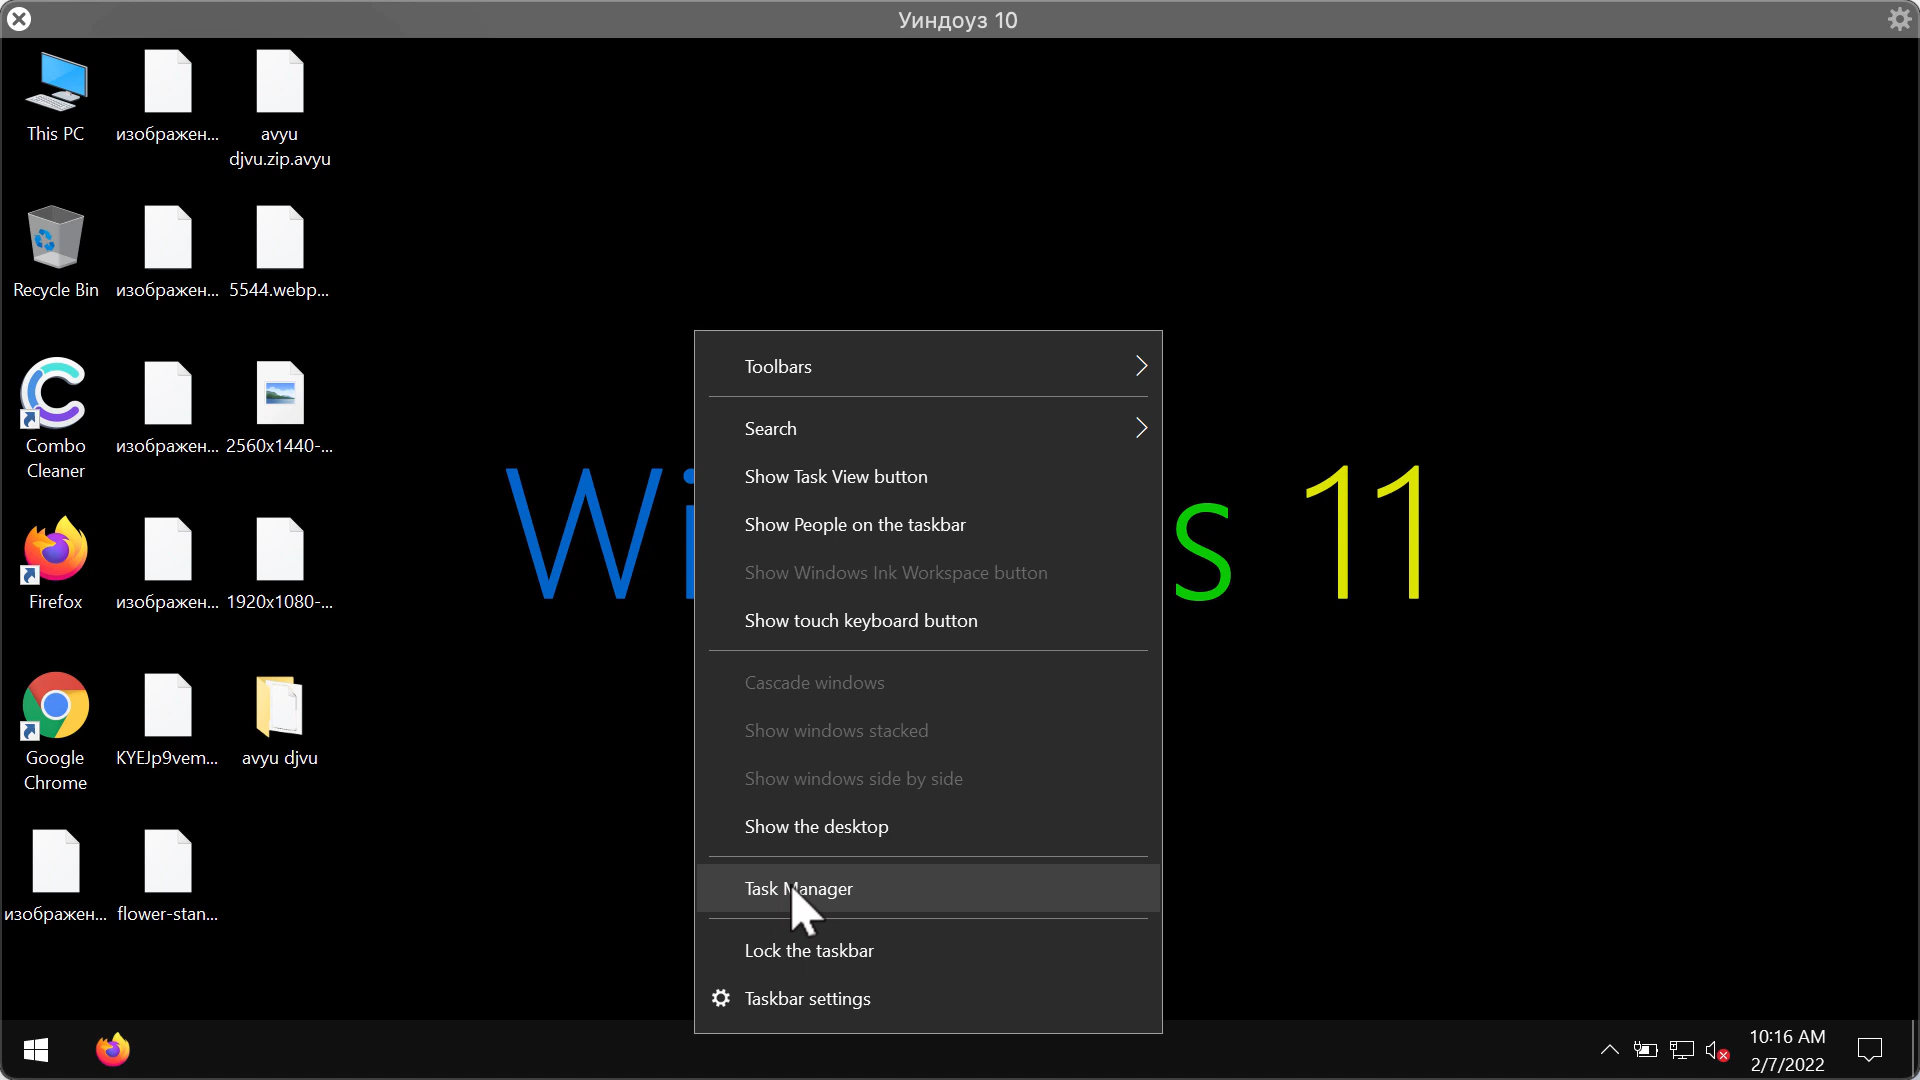 Уиндоуз 10
This PC
изображен...
avyu
djvu.zip.avyu
Recycle Bin
изображен...
5544.webp...
Combo
Cleaner
изображен...
2560x1440-...
Firefox
изображен...
1920x1080-...
Google
Chrome
KYEJp9vem...
avyu djvu
изображен...
flower-stan...
Wi
s 11
Toolbars
Search
Show Task View button
Show People on the taskbar
Show Windows Ink Workspace button
Show touch keyboard button
Cascade windows
Show windows stacked
Show windows side by side
Show the desktop
Task Manager
Lock the taskbar
Taskbar settings
10:16 AM
2/7/2022